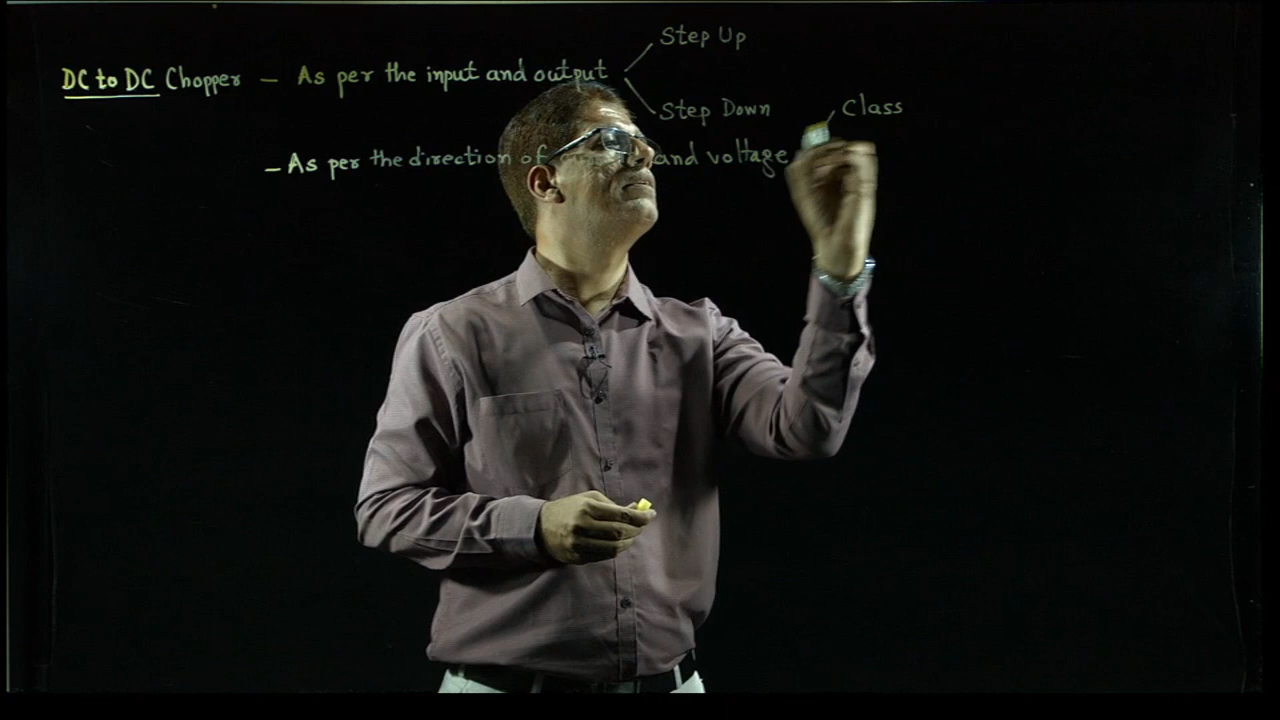 Step Up
DC to DC Chopper - As per the input and output
Step Down
Class
- As per the direction of and voltage